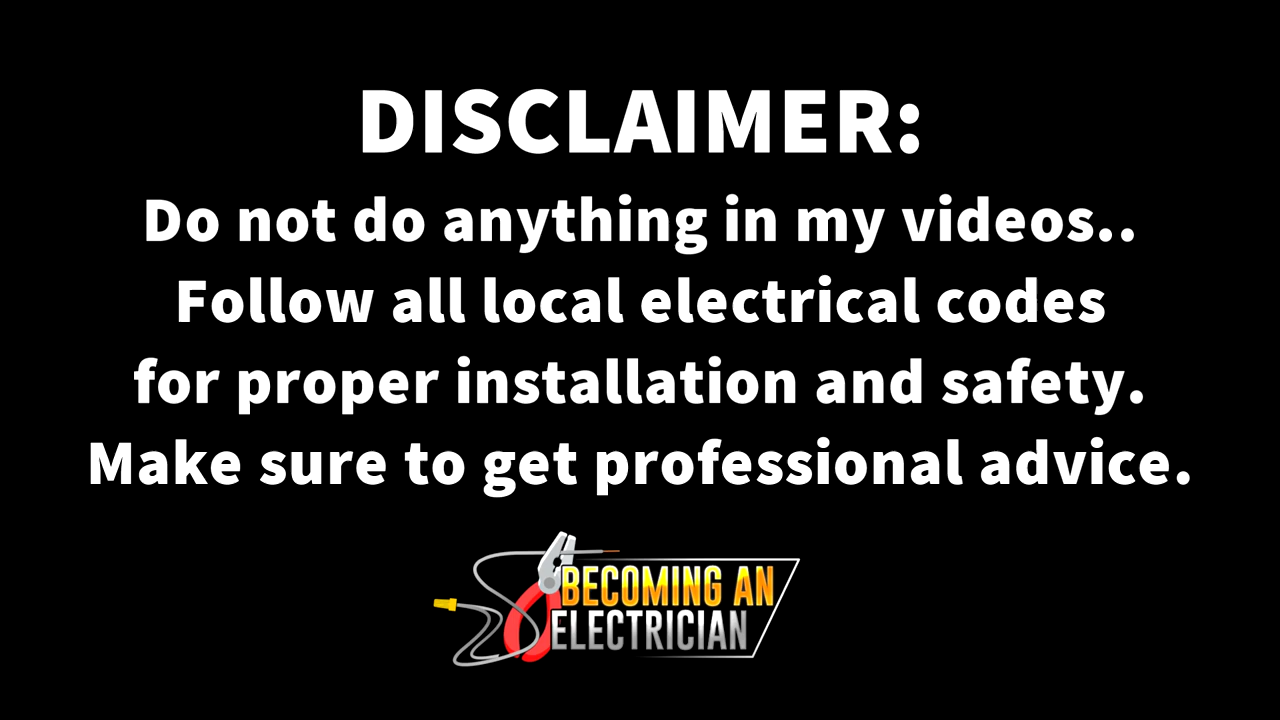 DISCLAIMER:
Do not do anything in my videos..
Follow all local electrical codes
for proper installation and safety.
Make sure to get professional advice.
BECOMING AN
ELECTRICIAN